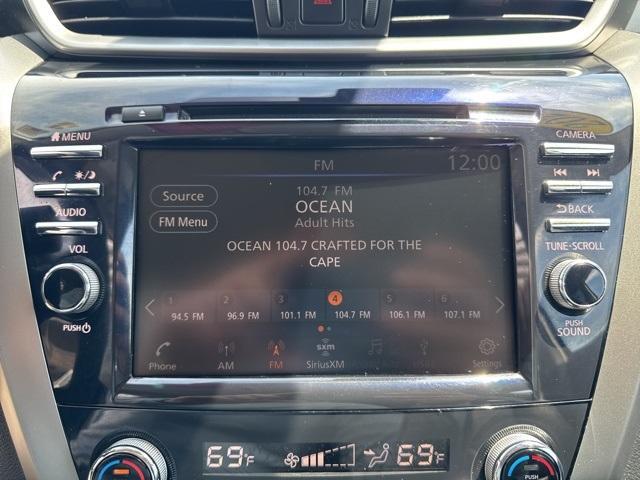 MENU
CAMERA
FM
12:00
Source
104.7 FM
OCEAN
AUDIO
BACK
FM Menu
Adult Hits
VOL
TUNE-SCROLL
OCEAN 104.7 CRAFTED FOR THE
CAPE
1 2 3 4 5 6
94.5 FM 96.9 FM 101.1 FM 104.7 FM 106.1 FM 107.1 FM
PUSH
PUSH
SOUND
sxm
Phone AM FM SiriusXM Settings
69°F 69°F
PUSH